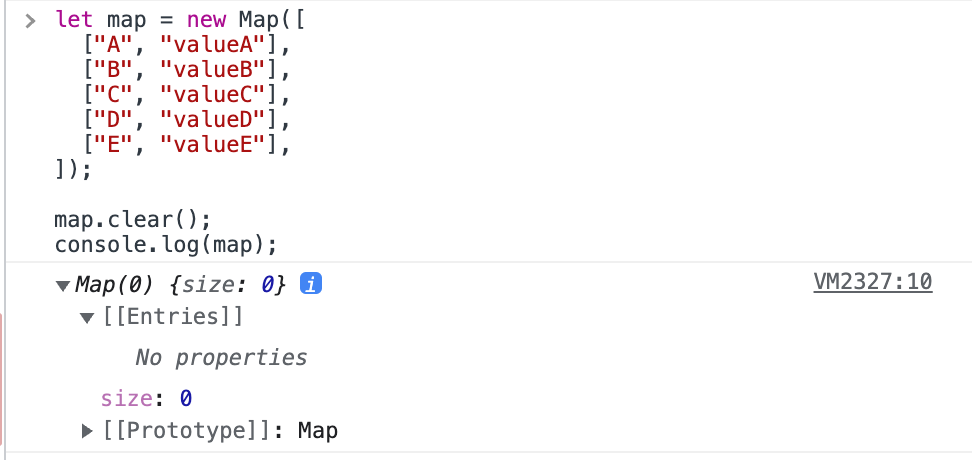 let map = new Map([
["A", "valueA"],
["B", "valueB"],
["C", "valueC"],
["D", "valueD"],
["E", "valueE"],
]);
map.clear();
console.log(map);
Map(0) {size: 0} i VM2327:10
[[Entries]]
No properties
size: 0
[[Prototype]]: Map